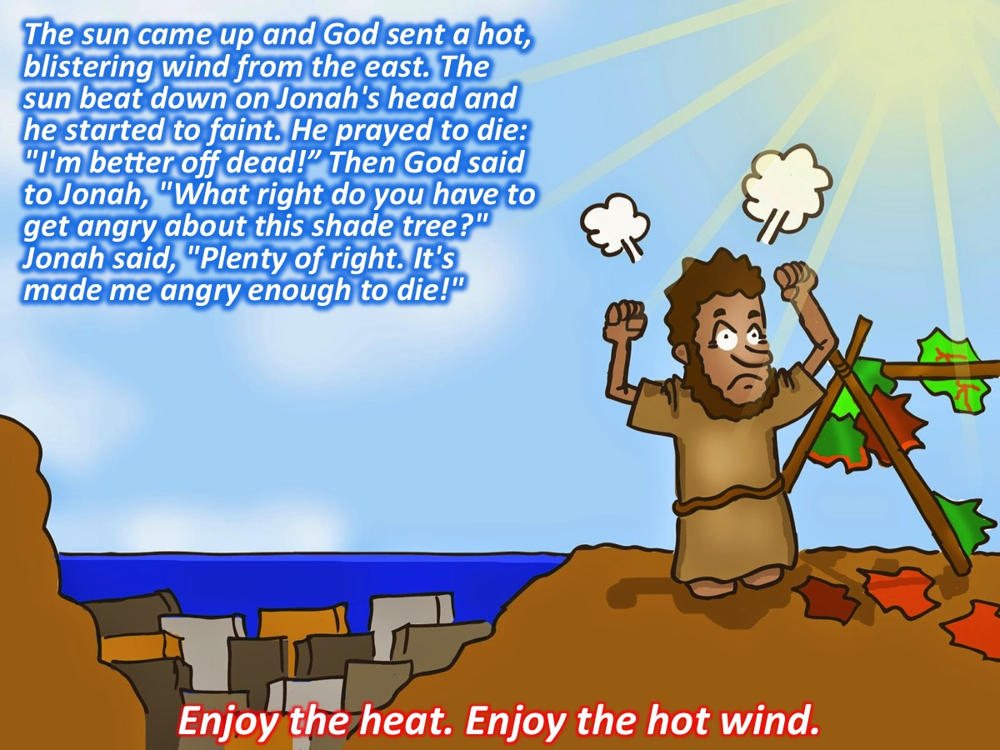 The sun came up and God sent a hot,
blistering wind from the east. The
sun beat down on Jonah's head and
he started to faint. He prayed to die:
"I'm better off dead!” Then God said
to Jonah, "What right do you have to
get angry about this shade tree?"
Jonah said, "Plenty of right. It's
made me angry enough to die!"
Enjoy the heat. Enjoy the hot wind.